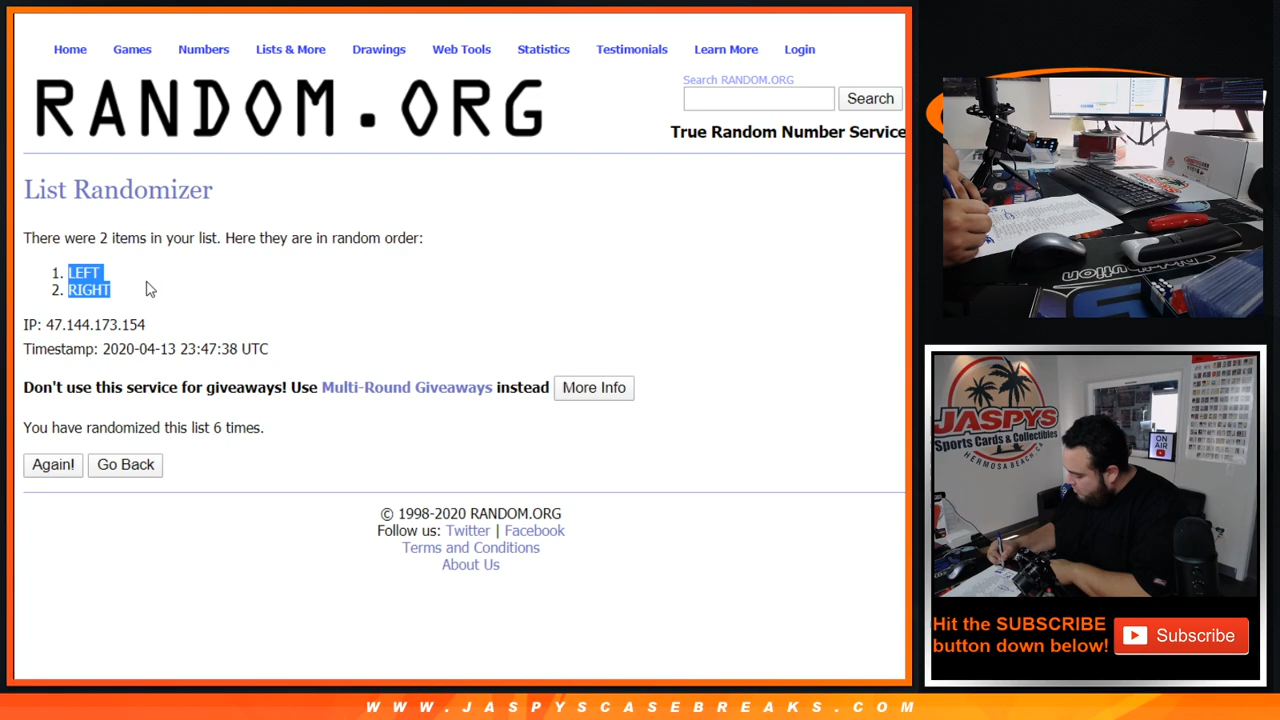 Home Games Numbers Lists & More Drawings Web Tools Statistics Testimonials Learn More Login
RANDOM.ORG
Search RANDOM.ORG
Search
True Random Number Service
List Randomizer
There were 2 items in your list. Here they are in random order:
1. LEFT
2. RIGHT
IP: 47.144.173.154
Timestamp: 2020-04-13 23:47:38 UTC
Don't use this service for giveaways! Use Multi-Round Giveaways instead More Info
You have randomized this list 6 times.
Again! Go Back
© 1998-2020 RANDOM.ORG
Follow us: Twitter | Facebook
Terms and Conditions
About Us
JASPYS
Sports Cards & Collectibles
HERMOSA BEACH, CA
ON
AIR
Hit the SUBSCRIBE
button down below!
Subscribe
WWW.JASPYSCASEBREAKS.COM